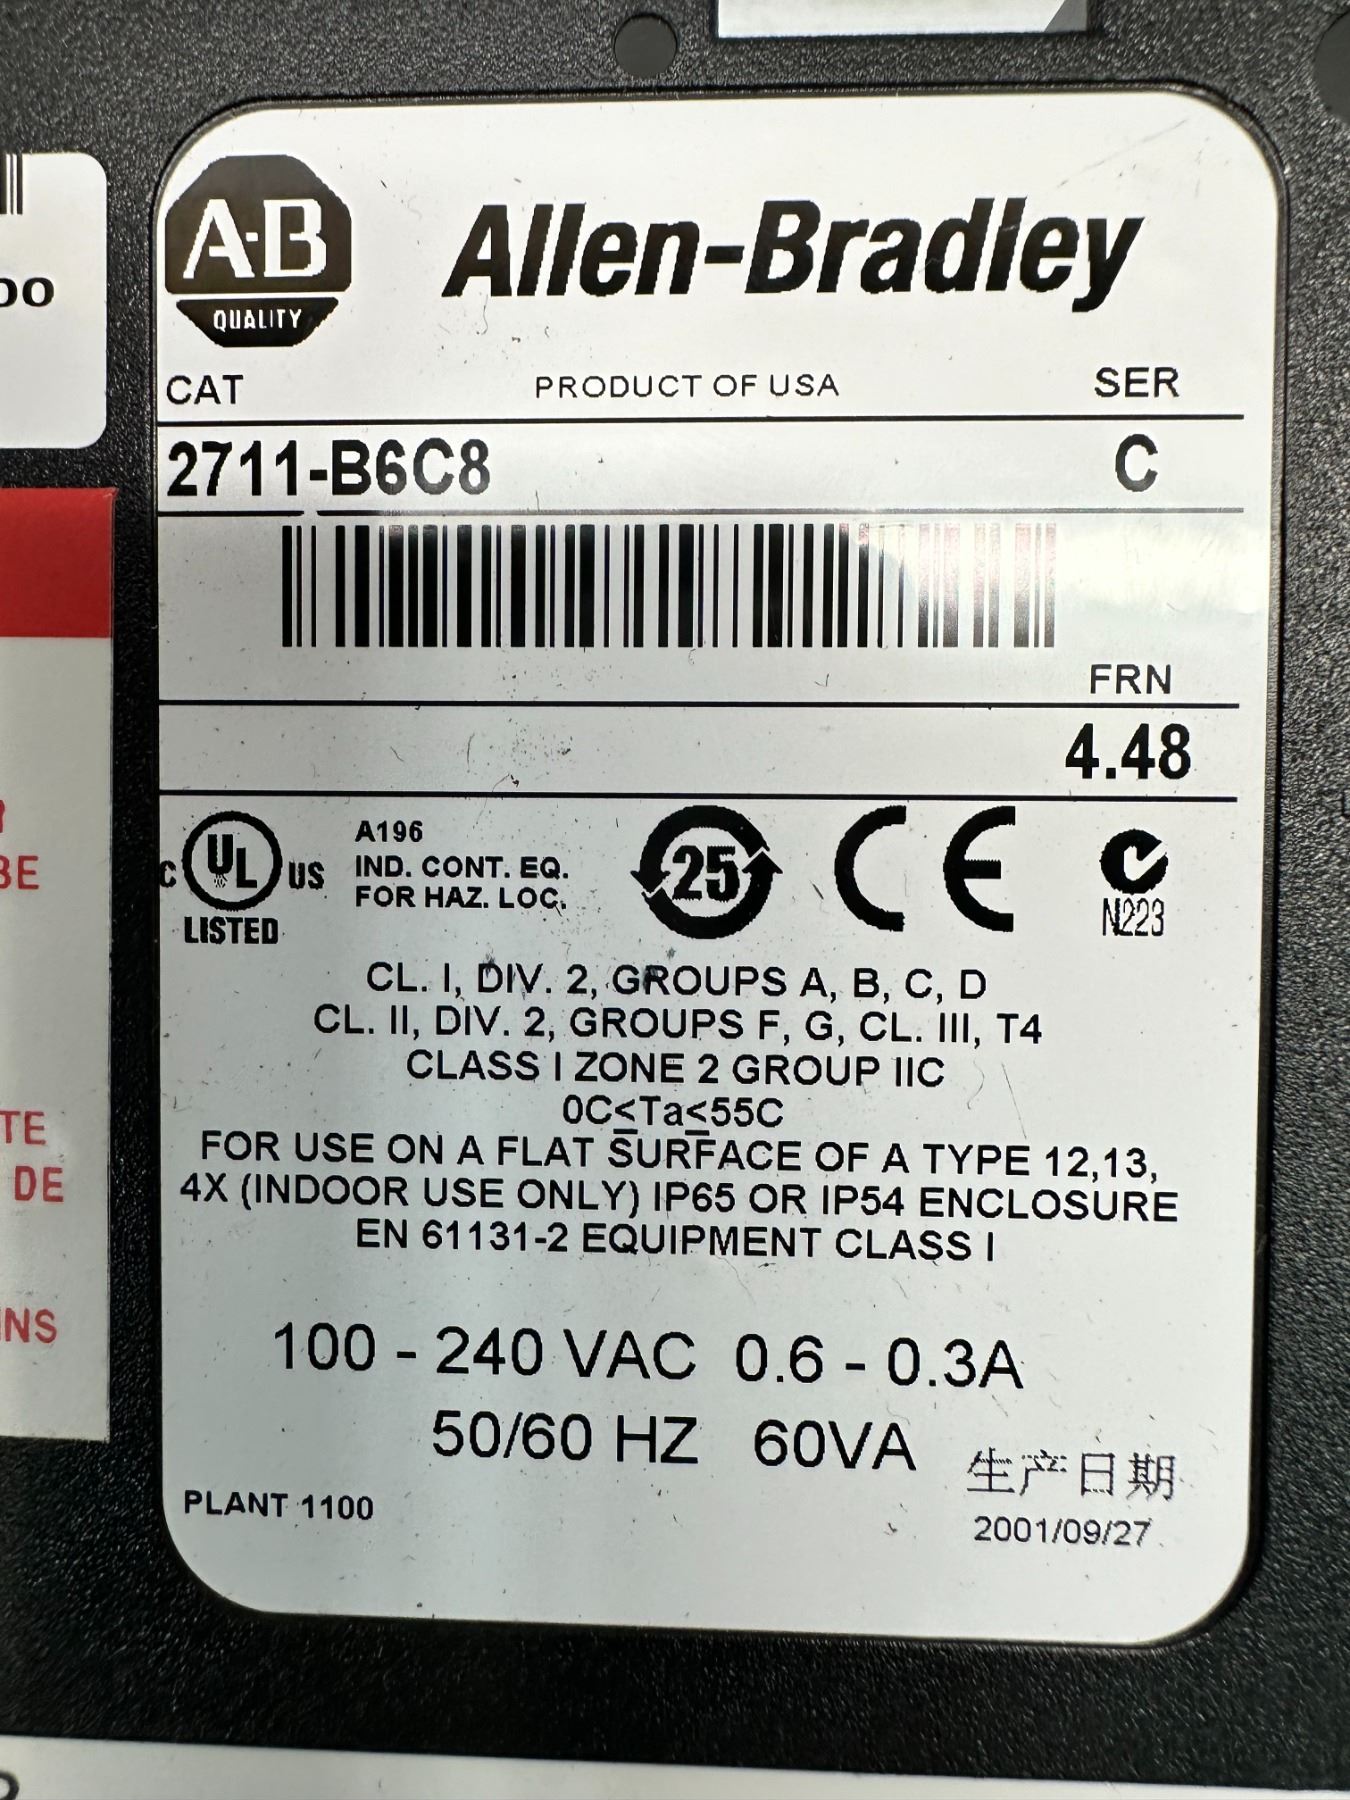 A-B
QUALITY
Allen-Bradley
CAT PRODUCT OF USA SER
2711-B6C8 C
FRN
4.48
C UL US
LISTED
A196
IND. CONT. EQ.
FOR HAZ. LOC.
25
CE
N223
CL. I, DIV. 2, GROUPS A, B, C, D
CL. II, DIV. 2, GROUPS F, G, CL. III, T4
CLASS I ZONE 2 GROUP IIC
0C≤Ta≤55C
FOR USE ON A FLAT SURFACE OF A TYPE 12,13,
4X (INDOOR USE ONLY) IP65 OR IP54 ENCLOSURE
EN 61131-2 EQUIPMENT CLASS I
100 - 240 VAC 0.6 - 0.3A
50/60 HZ 60VA
生产日期
PLANT 1100
2001/09/27
BE
TE
DE
INS